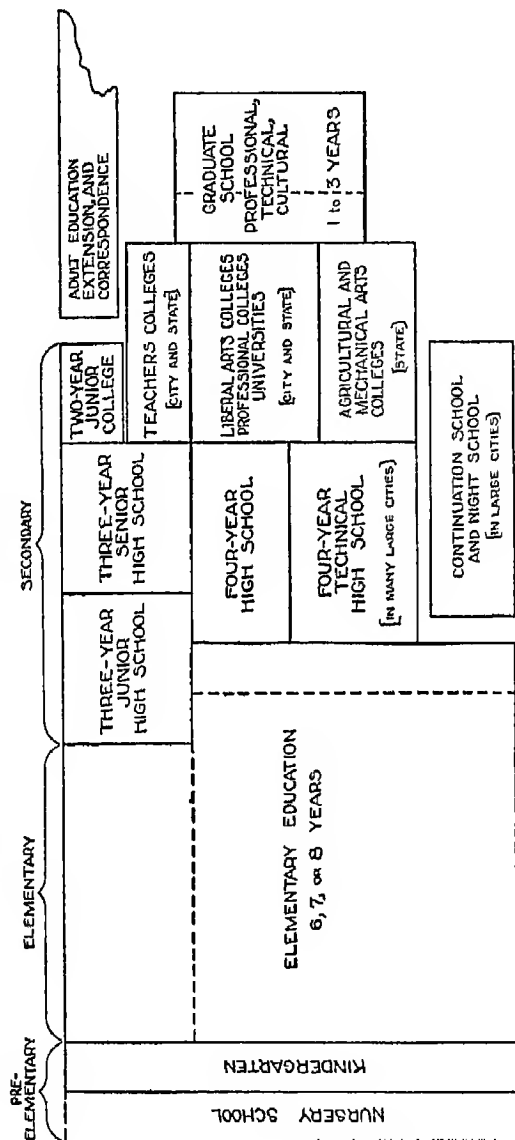 PRE-
ELEMENTARY
ELEMENTARY
SECONDARY
NURSERY SCHOOL
KINDERGARTEN
ELEMENTARY EDUCATION
6, 7, OR 8 YEARS
THREE-YEAR
JUNIOR
HIGH SCHOOL
THREE-YEAR
SENIOR
HIGH SCHOOL
TWO-YEAR
JUNIOR
COLLEGE
ADULT EDUCATION
EXTENSION, AND
CORRESPONDENCE
TEACHERS COLLEGES
[CITY AND STATE]
FOUR-YEAR
HIGH SCHOOL
LIBERAL ARTS COLLEGES
PROFESSIONAL COLLEGES
UNIVERSITIES
[CITY AND STATE]
GRADUATE
SCHOOL
PROFESSIONAL,
TECHNICAL,
CULTURAL
1 to 3 YEARS
FOUR-YEAR
TECHNICAL
HIGH SCHOOL
[IN MANY LARGE CITIES]
AGRICULTURAL AND
MECHANICAL ARTS
COLLEGES
[STATE]
CONTINUATION SCHOOL
AND NIGHT SCHOOL
[IN LARGE CITIES]